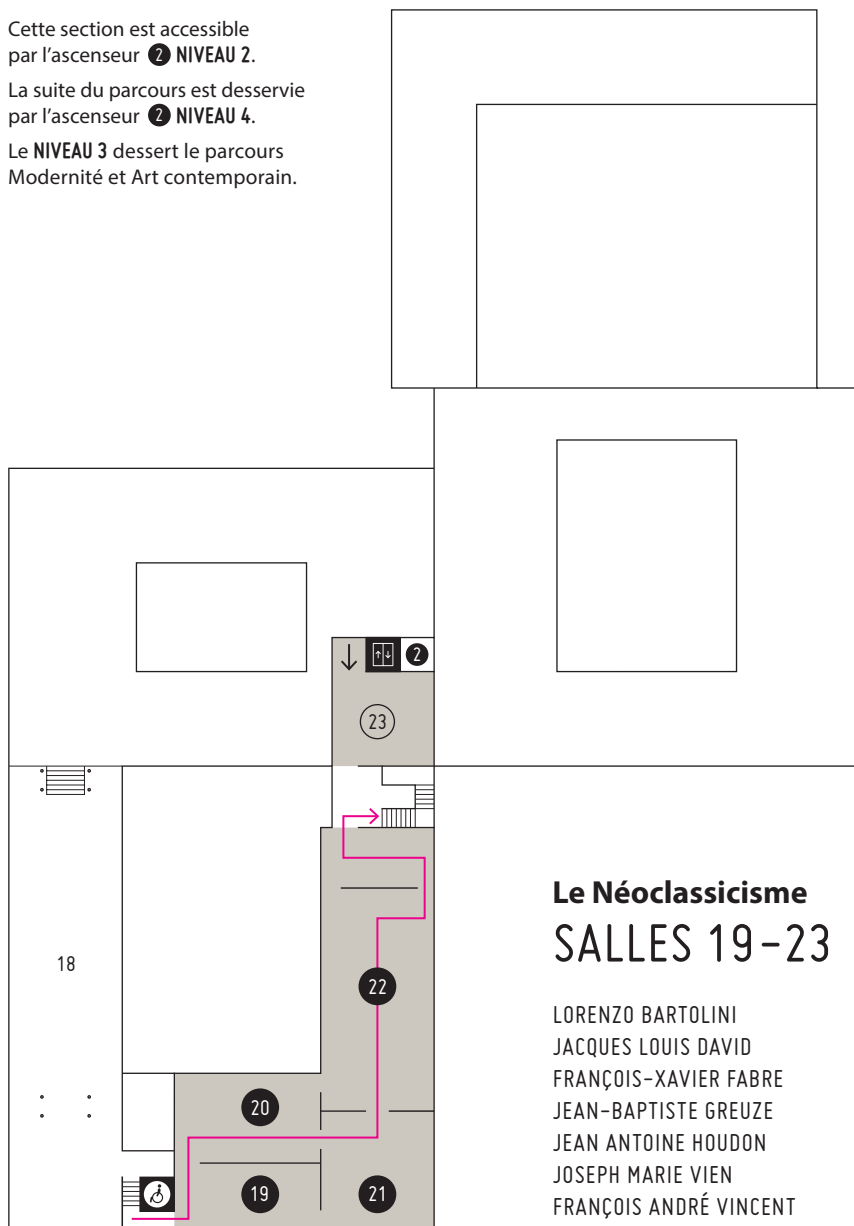 Cette section est accessible
par l'ascenseur 2 NIVEAU 2.
La suite du parcours est desservie
par l'ascenseur 2 NIVEAU 4.
Le NIVEAU 3 dessert le parcours
Modernité et Art contemporain.
2
23
18
22
20
19
21
Le Néoclassicisme
SALLES 19-23
LORENZO BARTOLINI
JACQUES LOUIS DAVID
FRANÇOIS-XAVIER FABRE
JEAN-BAPTISTE GREUZE
JEAN ANTOINE HOUDON
JOSEPH MARIE VIEN
FRANÇOIS ANDRÉ VINCENT